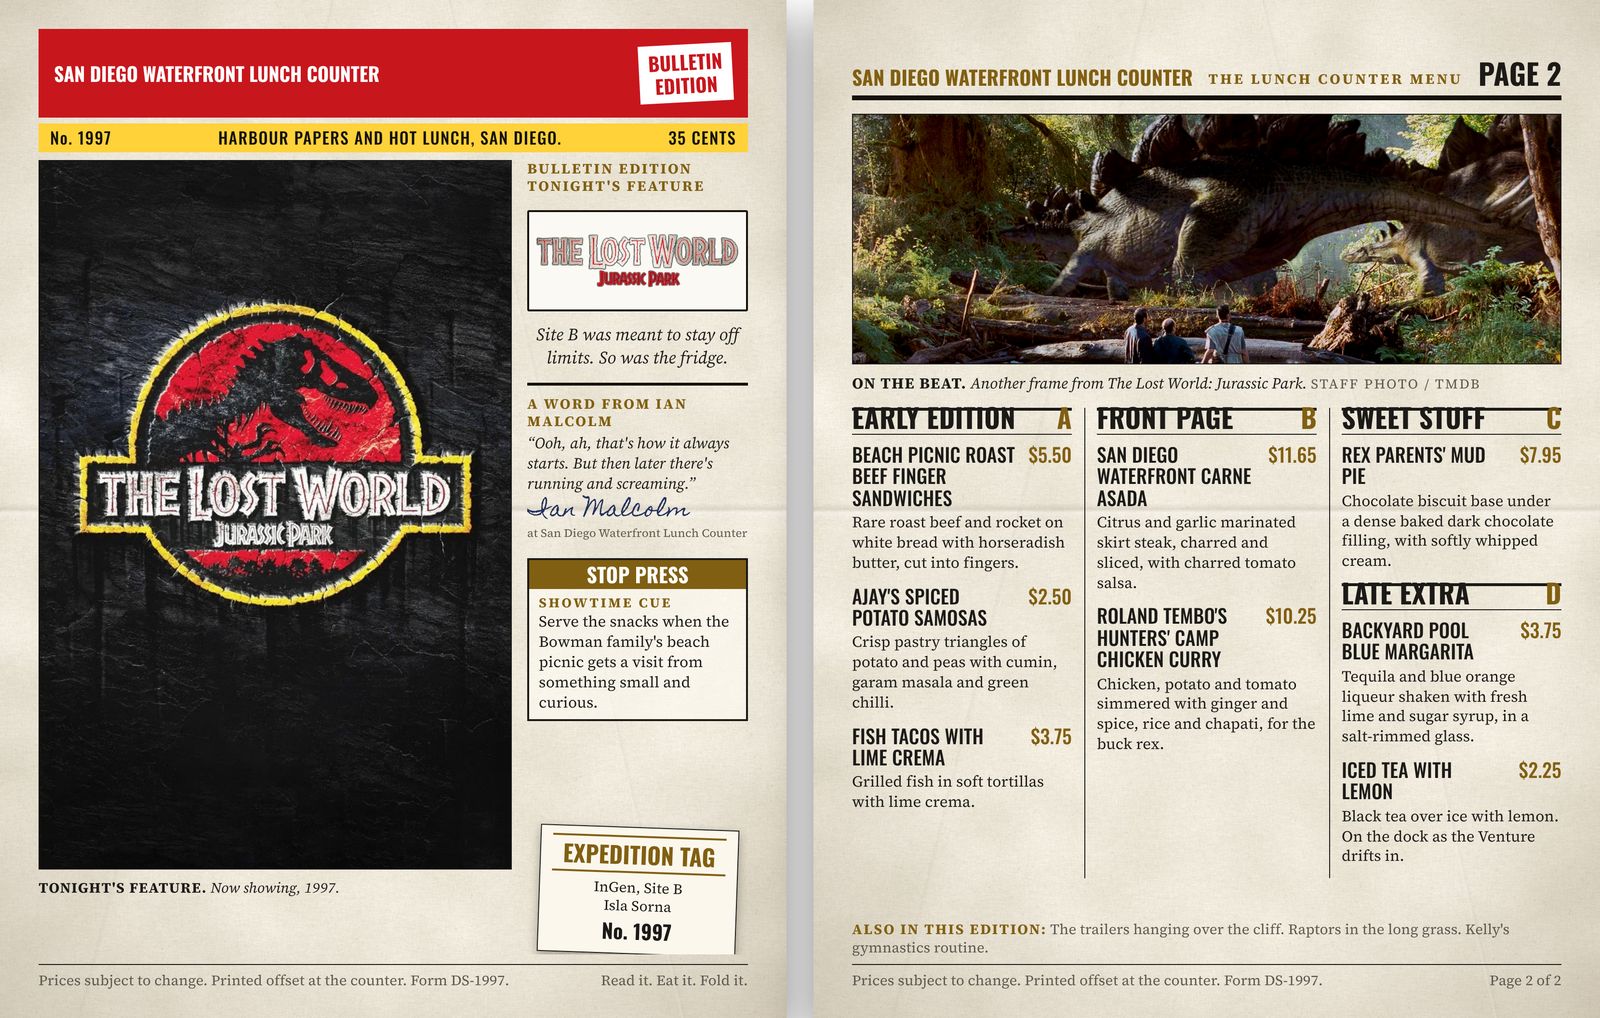 SAN DIEGO WATERFRONT LUNCH COUNTER
BULLETIN
EDITION
No. 1997
HARBOUR PAPERS AND HOT LUNCH, SAN DIEGO.
35 CENTS
THE LOST WORLD
JURASSIC PARK
TONIGHT'S FEATURE. Now showing, 1997.
BULLETIN EDITION
TONIGHT'S FEATURE
THE LOST WORLD
JURASSIC PARK
Site B was meant to stay off
limits. So was the fridge.
A WORD FROM IAN
MALCOLM
“Ooh, ah, that's how it always
starts. But then later there's
running and screaming.”
Ian Malcolm
at San Diego Waterfront Lunch Counter
STOP PRESS
SHOWTIME CUE
Serve the snacks when the
Bowman family's beach
picnic gets a visit from
something small and
curious.
EXPEDITION TAG
InGen, Site B
Isla Sorna
No. 1997
Prices subject to change. Printed offset at the counter. Form DS-1997.
Read it. Eat it. Fold it.
SAN DIEGO WATERFRONT LUNCH COUNTER
THE LUNCH COUNTER MENU
PAGE 2
ON THE BEAT. Another frame from The Lost World: Jurassic Park. STAFF PHOTO / TMDB
EARLY EDITION A
BEACH PICNIC ROAST $5.50
BEEF FINGER
SANDWICHES
Rare roast beef and rocket on
white bread with horseradish
butter, cut into fingers.
AJAY'S SPICED $2.50
POTATO SAMOSAS
Crisp pastry triangles of
potato and peas with cumin,
garam masala and green
chilli.
FISH TACOS WITH $3.75
LIME CREMA
Grilled fish in soft tortillas
with lime crema.
FRONT PAGE B
SAN DIEGO $11.65
WATERFRONT CARNE
ASADA
Citrus and garlic marinated
skirt steak, charred and
sliced, with charred tomato
salsa.
ROLAND TEMBO'S $10.25
HUNTERS' CAMP
CHICKEN CURRY
Chicken, potato and tomato
simmered with ginger and
spice, rice and chapati, for the
buck rex.
SWEET STUFF C
REX PARENTS' MUD $7.95
PIE
Chocolate biscuit base under
a dense baked dark chocolate
filling, with softly whipped
cream.
LATE EXTRA D
BACKYARD POOL $3.75
BLUE MARGARITA
Tequila and blue orange
liqueur shaken with fresh
lime and sugar syrup, in a
salt-rimmed glass.
ICED TEA WITH $2.25
LEMON
Black tea over ice with lemon.
On the dock as the Venture
drifts in.
ALSO IN THIS EDITION: The trailers hanging over the cliff. Raptors in the long grass. Kelly's
gymnastics routine.
Prices subject to change. Printed offset at the counter. Form DS-1997.
Page 2 of 2